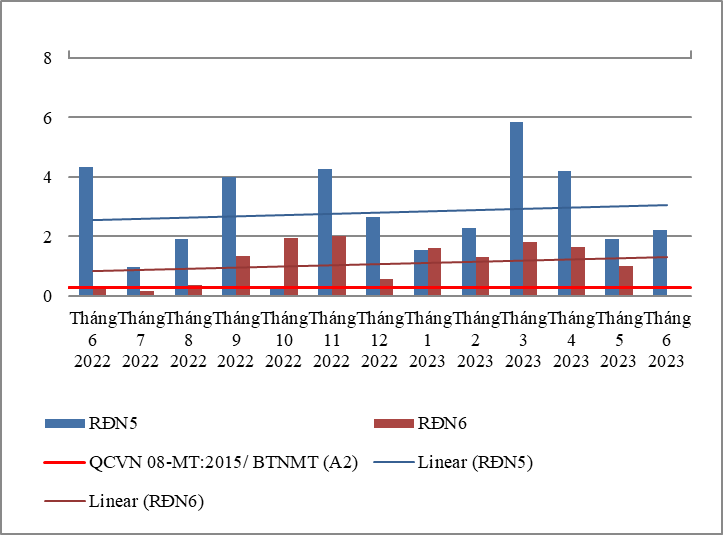 8
6
4
2
0
Tháng Tháng Tháng Tháng Tháng Tháng Tháng Tháng Tháng Tháng Tháng Tháng Tháng
6 7 8 9 10 11 12 1 2 3 4 5 6
2022 2022 2022 2022 2022 2022 2022 2023 2023 2023 2023 2023 2023
RĐN5 RĐN6
QCVN 08-MT:2015/ BTNMT (A2) Linear (RĐN5)
Linear (RĐN6)